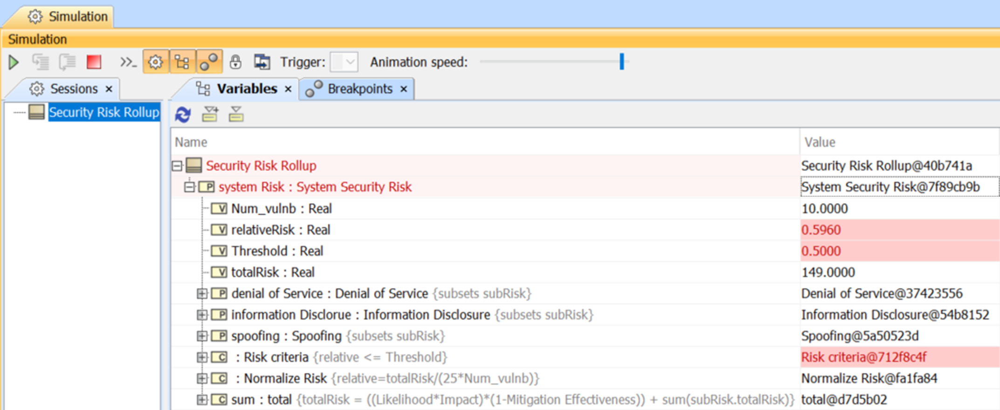 Simulation
Simulation
Trigger: Animation speed:
Sessions × Variables × Breakpoints ×
Security Risk Rollup
Name Value
Security Risk Rollup Security Risk Rollup@40b741a
P system Risk : System Security Risk System Security Risk@7f89cb9b
V Num_vulnb : Real 10.0000
V relativeRisk : Real 0.5960
V Threshold : Real 0.5000
V totalRisk : Real 149.0000
P denial of Service : Denial of Service {subsets subRisk} Denial of Service@37423556
P information Disclorue : Information Disclosure {subsets subRisk} Information Disclosure@54b8152
P spoofing : Spoofing {subsets subRisk} Spoofing@5a50523d
C : Risk criteria {relative <= Threshold} Risk criteria@712f8c4f
C : Normalize Risk {relative=totalRisk/(25*Num_vulnb)} Normalize Risk@fa1fa84
C sum : total {totalRisk = ((Likelihood*Impact)*(1-Mitigation Effectiveness)) + sum(subRisk.totalRisk)} total@d7d5b02